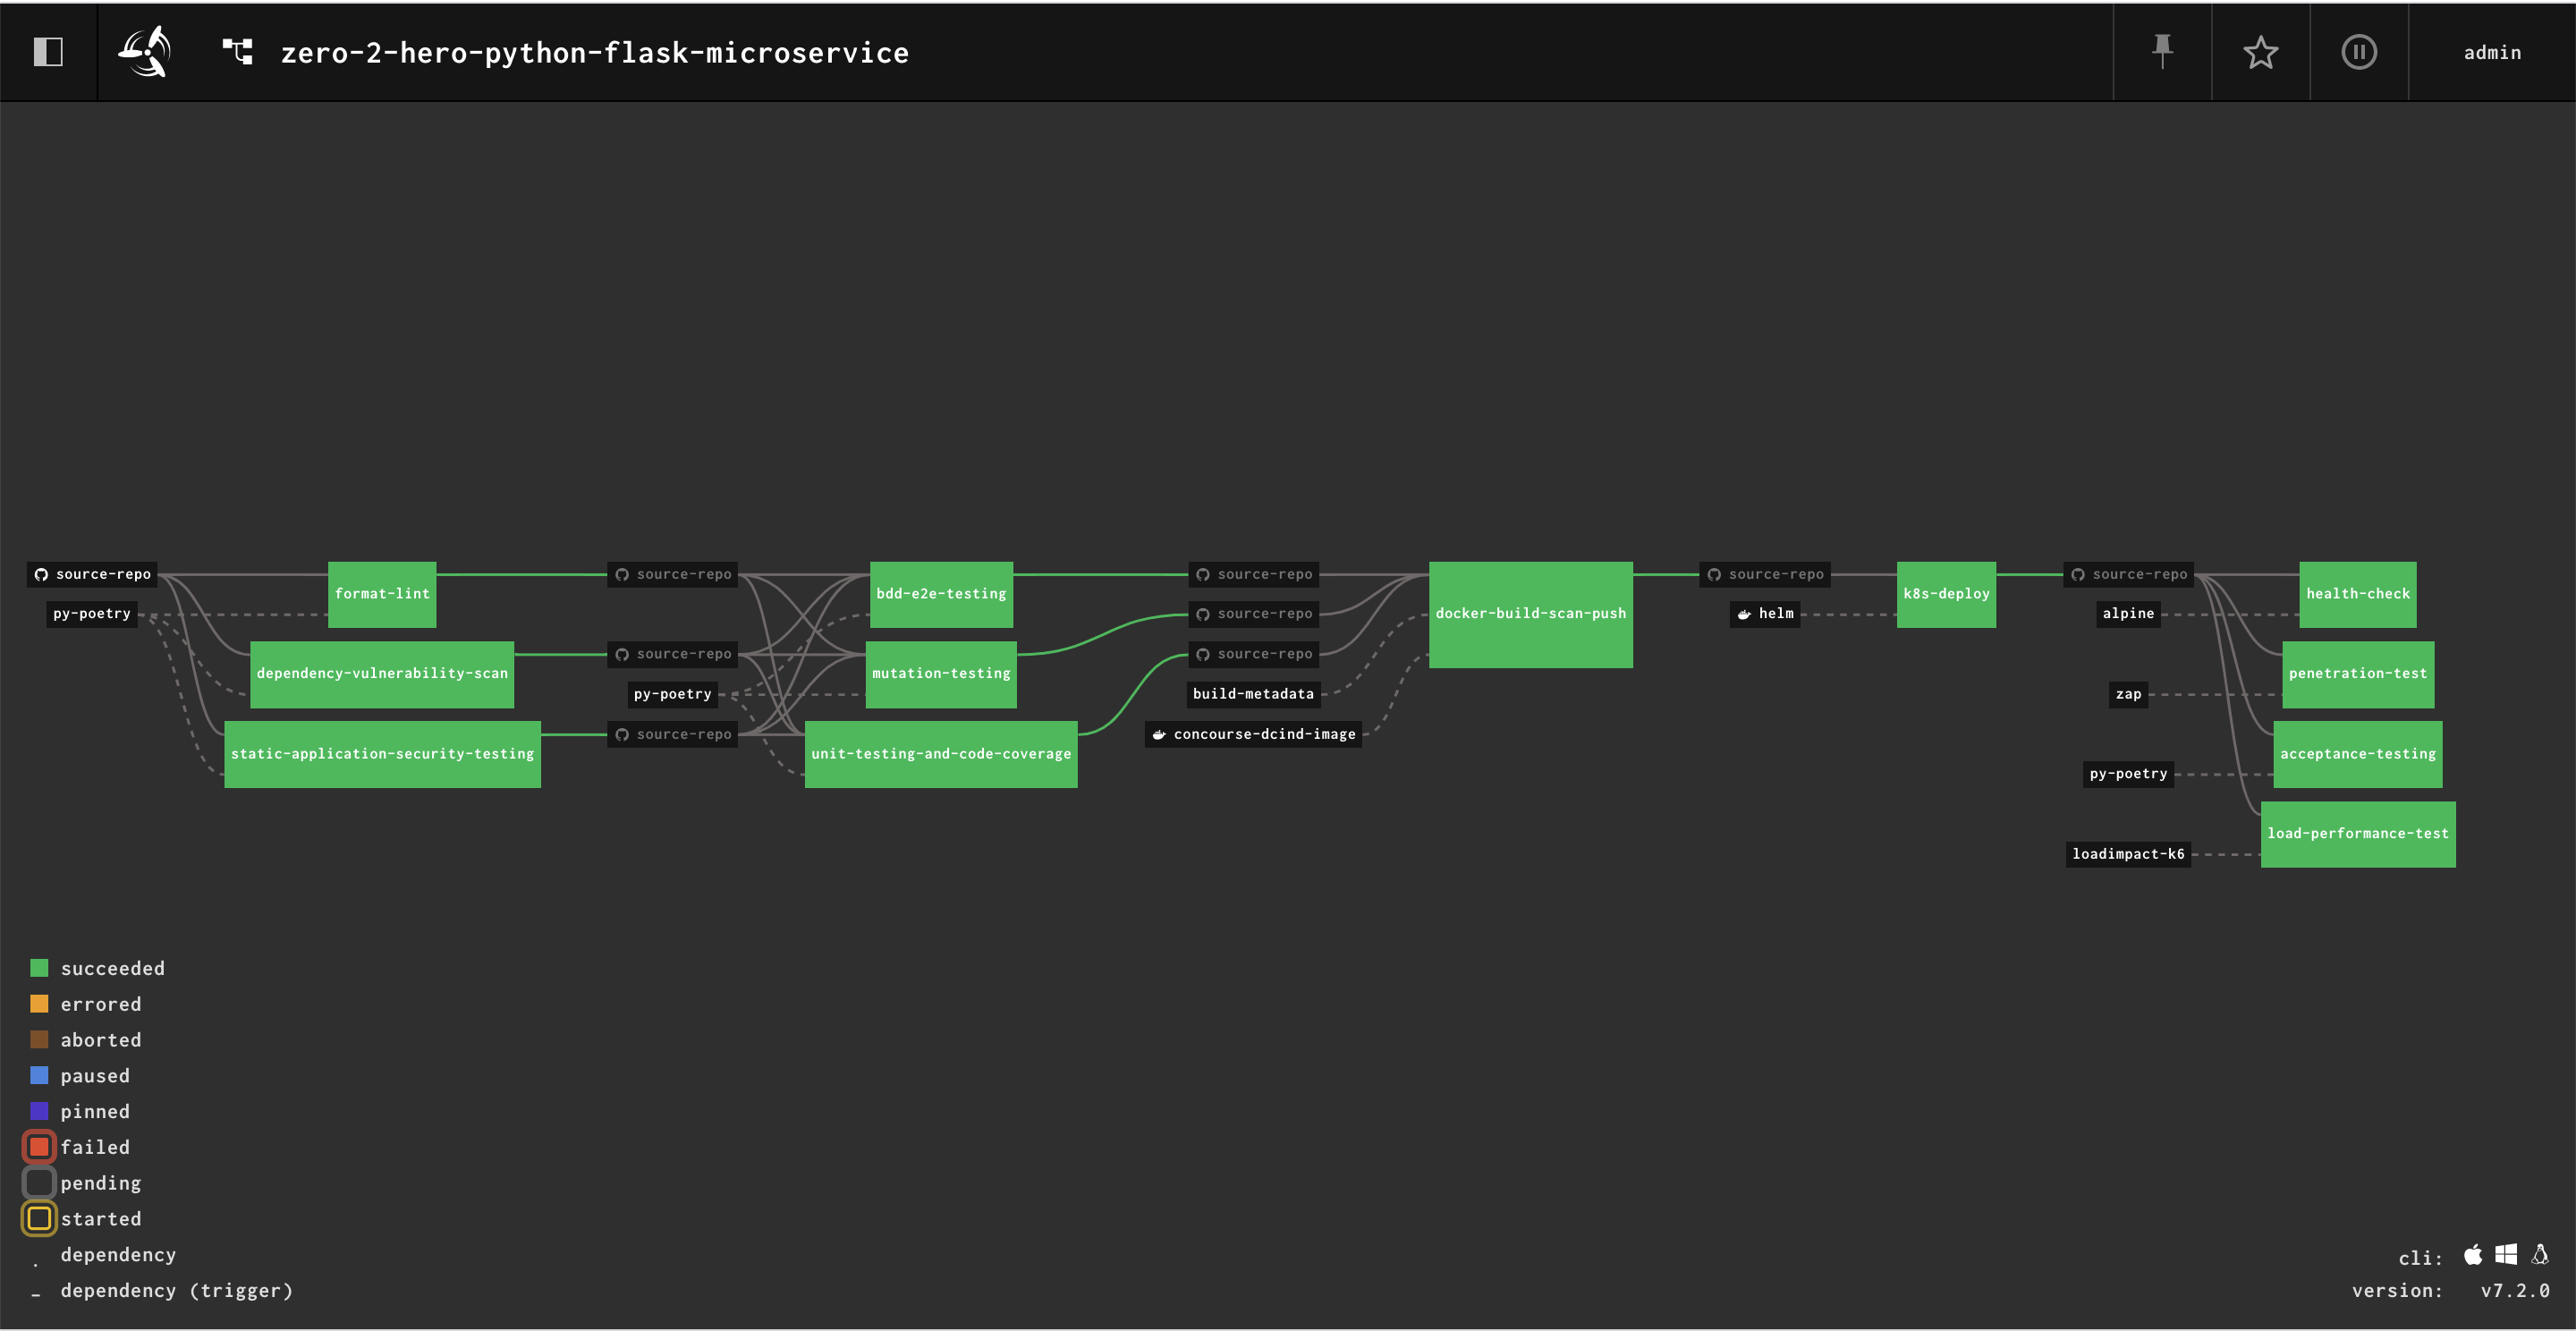 zero-2-hero-python-flask-microservice
admin
source-repo
py-poetry
format-lint
dependency-vulnerability-scan
static-application-security-testing
source-repo
source-repo
py-poetry
source-repo
bdd-e2e-testing
mutation-testing
unit-testing-and-code-coverage
source-repo
source-repo
source-repo
build-metadata
concourse-dcind-image
docker-build-scan-push
source-repo
helm
k8s-deploy
source-repo
alpine
zap
py-poetry
loadimpact-k6
health-check
penetration-test
acceptance-testing
load-performance-test
succeeded
errored
aborted
paused
pinned
failed
pending
started
dependency
dependency (trigger)
cli:
version: v7.2.0